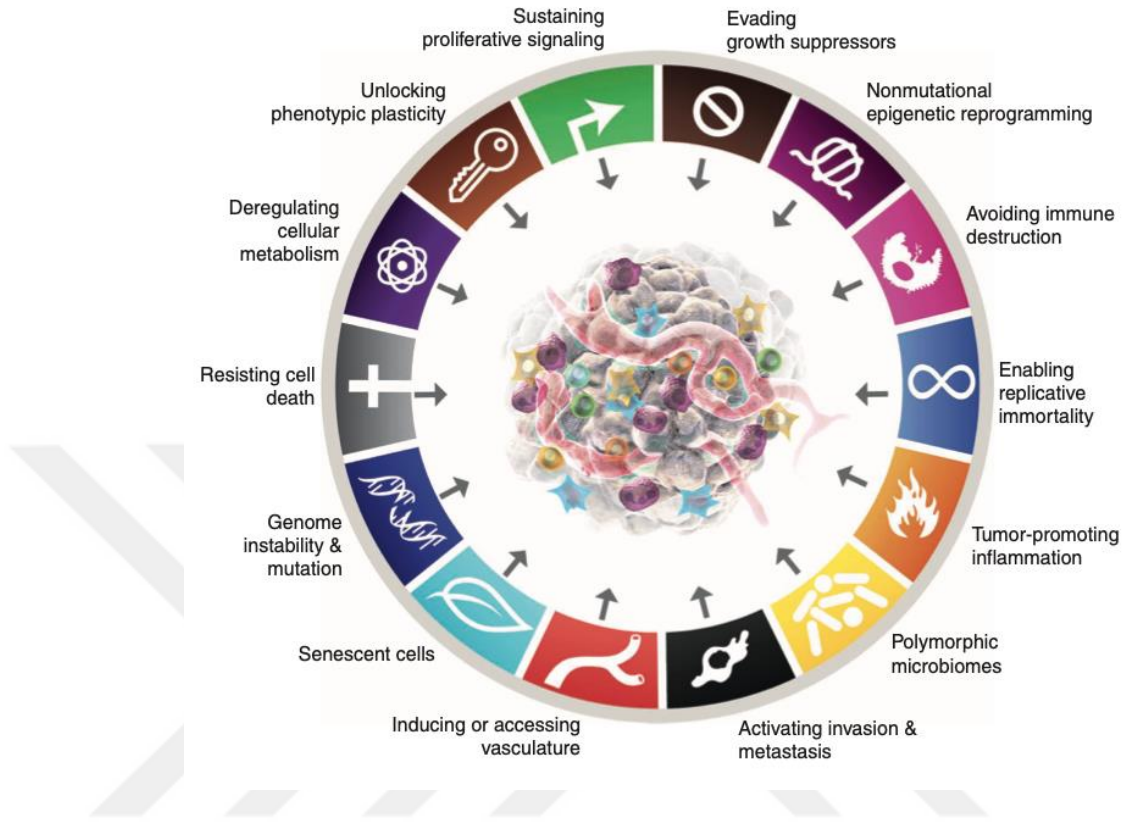 Sustaining
proliferative signaling
Evading
growth suppressors
Nonmutational
epigenetic reprogramming
Avoiding immune
destruction
Enabling
replicative
immortality
Tumor-promoting
inflammation
Polymorphic
microbiomes
Activating invasion &
metastasis
Inducing or accessing
vasculature
Senescent cells
Genome
instability &
mutation
Resisting cell
death
Deregulating
cellular
metabolism
Unlocking
phenotypic plasticity